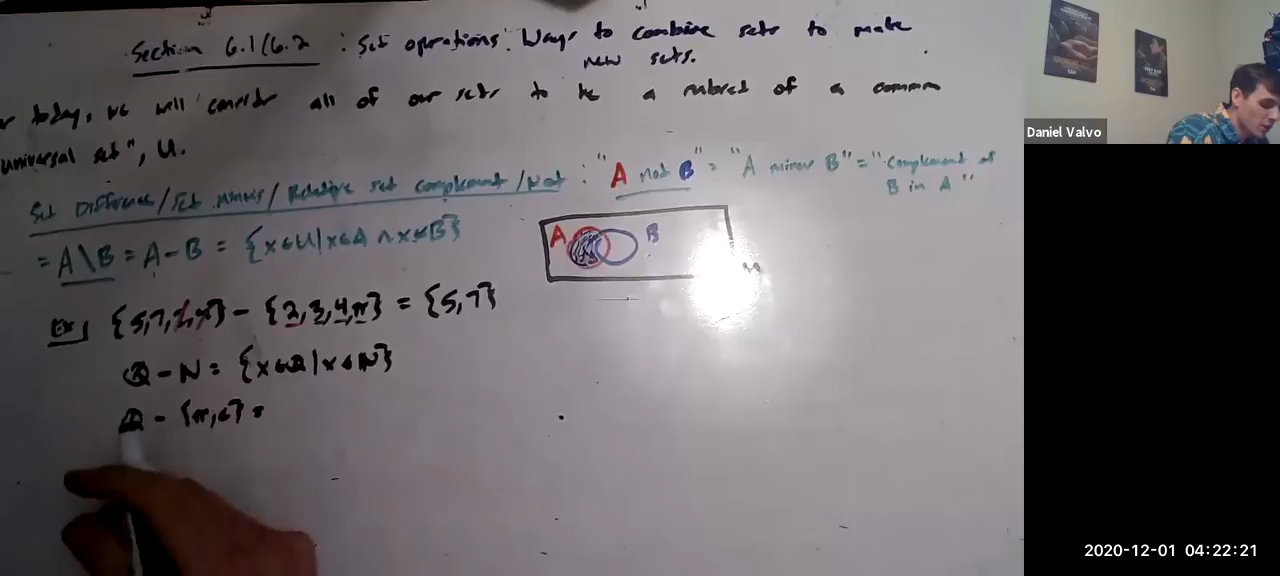 Section 6.1/6.2 : Set operations: Ways to combine sets to make new sets.
r today, we will consider all of our sets to be a subset of a common
universal set", U.
Set Difference/Set minus/Relative set complement/Not : "A not B" = "A minus B" = "Complement of B in A"
= A\B = A-B = {x∈U|x∈A ∧ x∉B}
A B
Ex) {5,7,2,π} - {2,3,4,π} = {5,7}
Q - N = {x∈Q|x∉N}
Q - {π,e} =
Daniel Valvo
2020-12-01 04:22:21